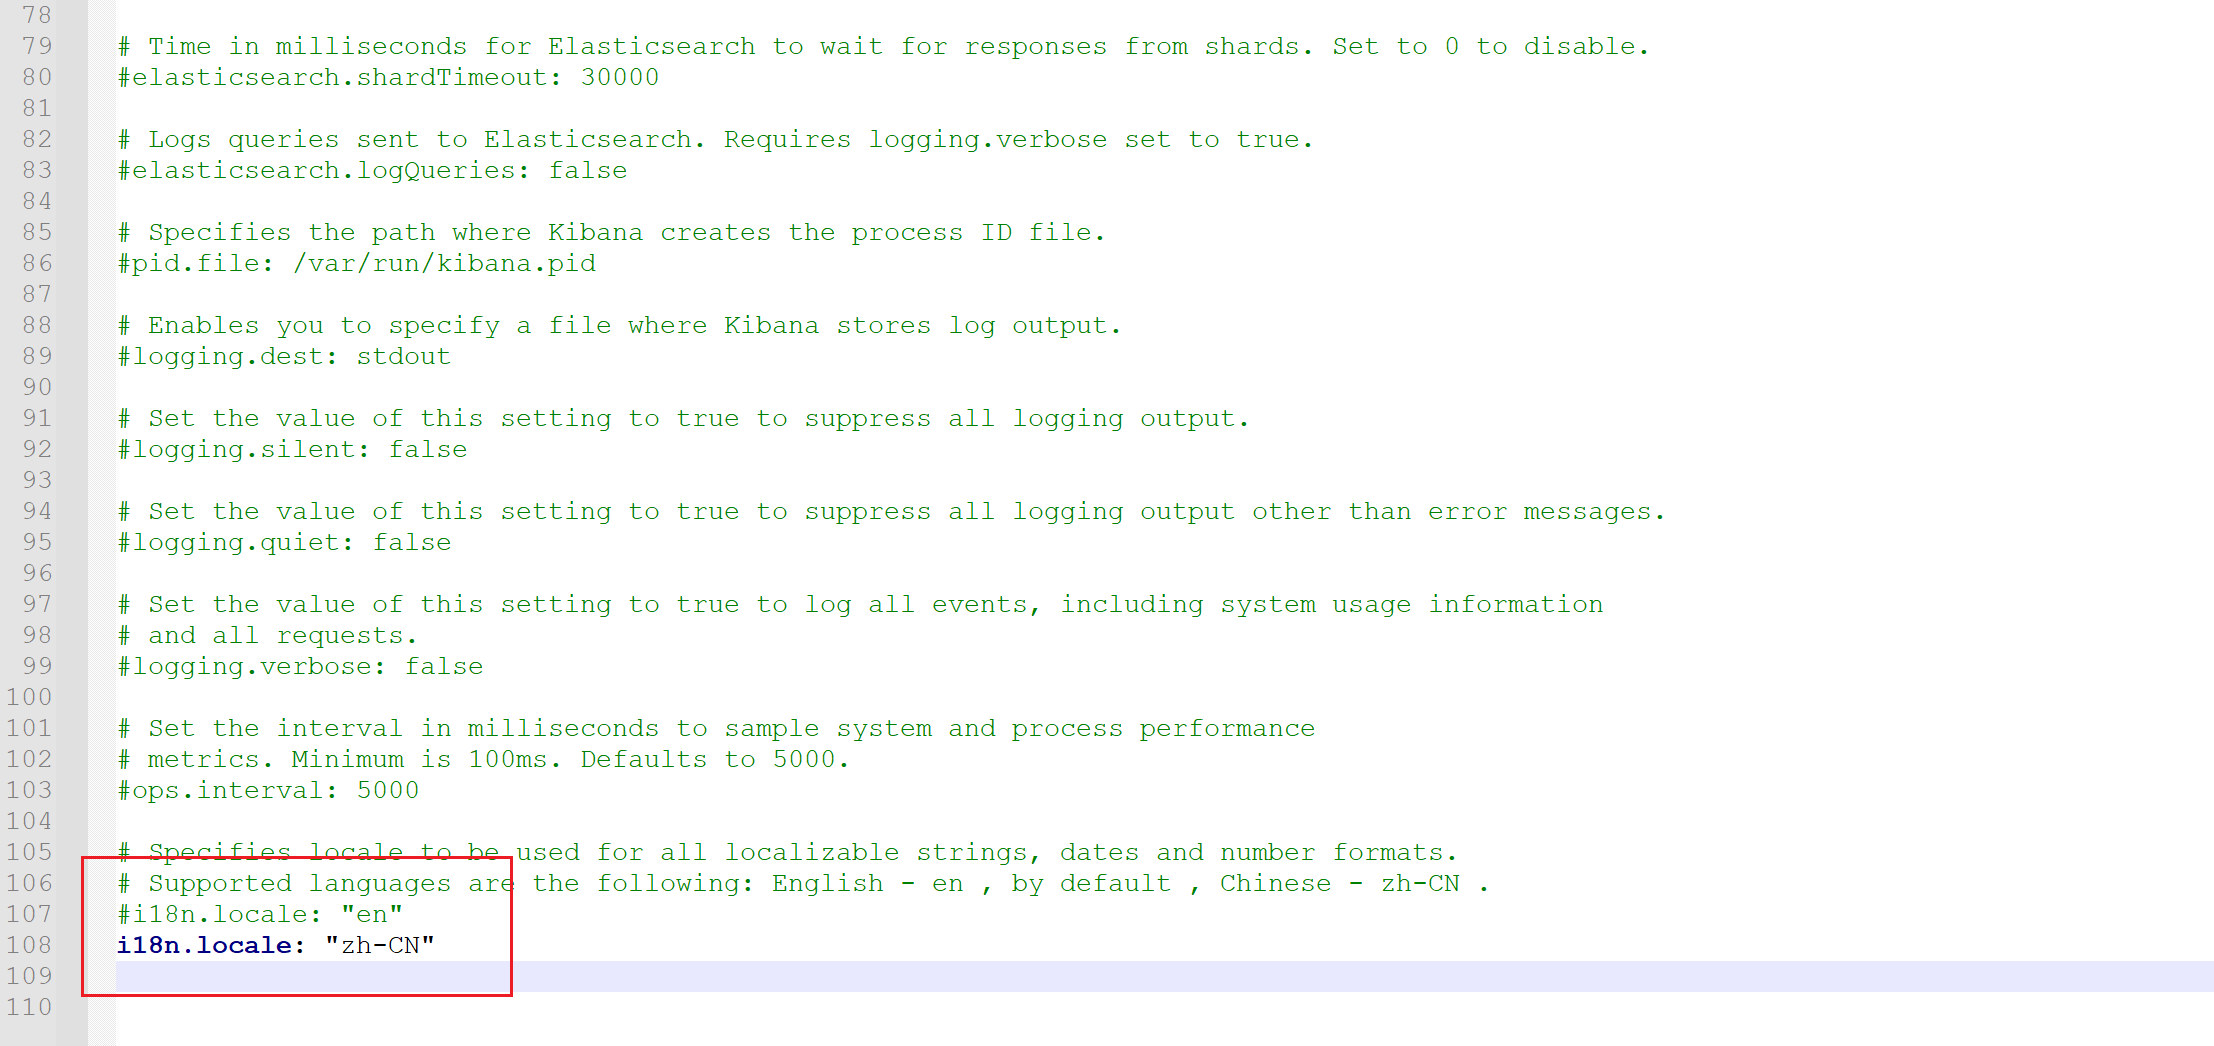 78
79 # Time in milliseconds for Elasticsearch to wait for responses from shards. Set to 0 to disable.
80 #elasticsearch.shardTimeout: 30000
81
82 # Logs queries sent to Elasticsearch. Requires logging.verbose set to true.
83 #elasticsearch.logQueries: false
84
85 # Specifies the path where Kibana creates the process ID file.
86 #pid.file: /var/run/kibana.pid
87
88 # Enables you to specify a file where Kibana stores log output.
89 #logging.dest: stdout
90
91 # Set the value of this setting to true to suppress all logging output.
92 #logging.silent: false
93
94 # Set the value of this setting to true to suppress all logging output other than error messages.
95 #logging.quiet: false
96
97 # Set the value of this setting to true to log all events, including system usage information
98 # and all requests.
99 #logging.verbose: false
100
101 # Set the interval in milliseconds to sample system and process performance
102 # metrics. Minimum is 100ms. Defaults to 5000.
103 #ops.interval: 5000
104
105 # Specifies locale to be used for all localizable strings, dates and number formats.
106 # Supported languages are the following: English - en , by default , Chinese - zh-CN .
107 #i18n.locale: "en"
108 i18n.locale: "zh-CN"
109
110